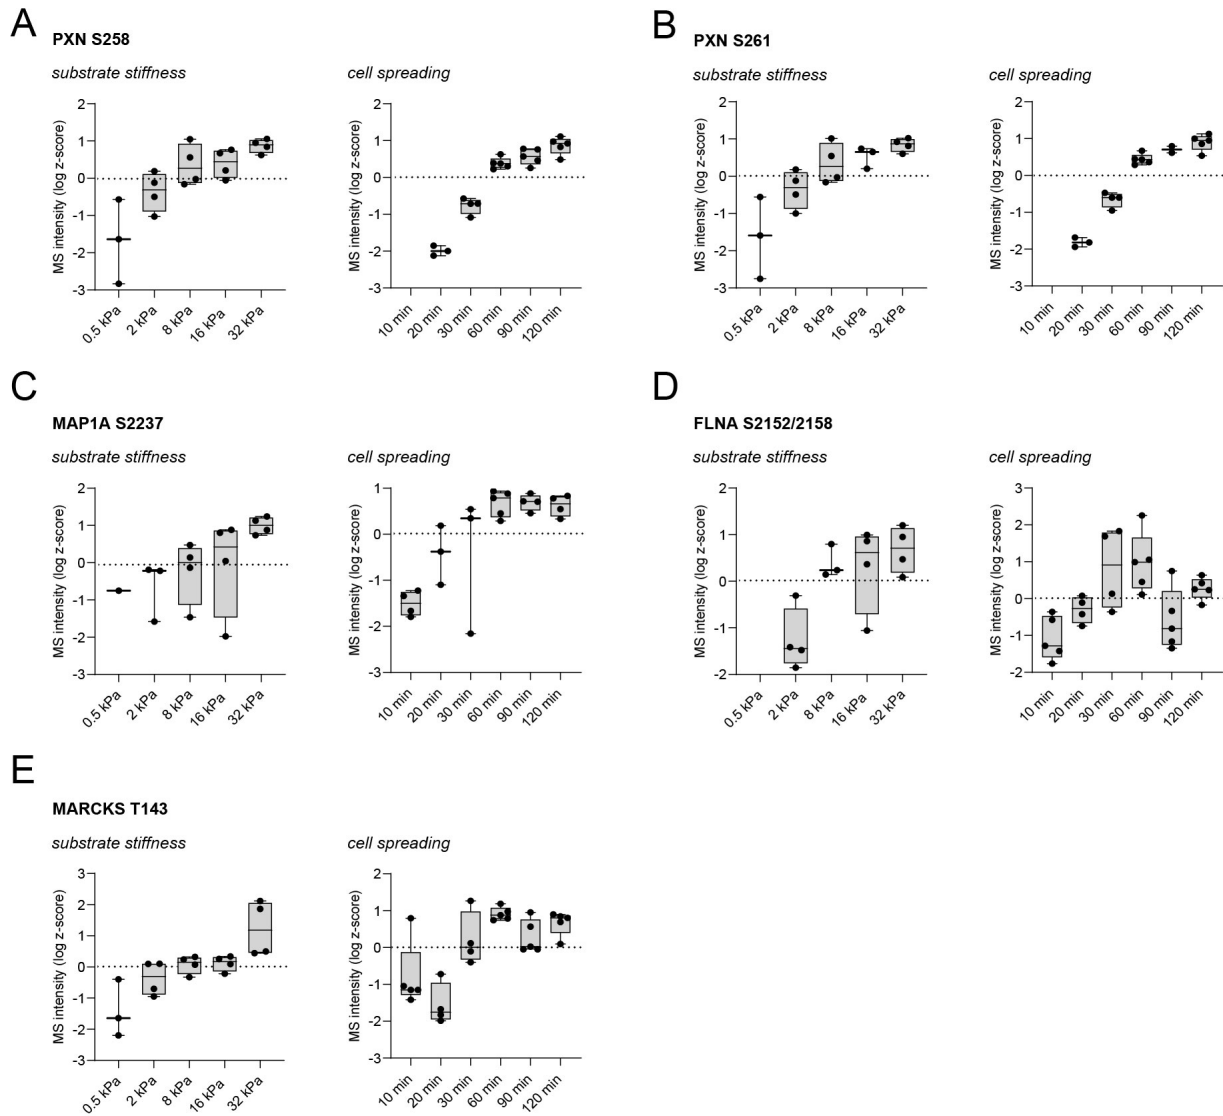 A
PXN S258
substrate stiffness
cell spreading
MS intensity (log z-score)
2
1
0
-1
-2
-3
0.5 kPa
2 kPa
8 kPa
16 kPa
32 kPa
MS intensity (log z-score)
2
1
0
-1
-2
-3
10 min
20 min
30 min
60 min
90 min
120 min
B
PXN S261
substrate stiffness
cell spreading
MS intensity (log z-score)
2
1
0
-1
-2
-3
0.5 kPa
2 kPa
8 kPa
16 kPa
32 kPa
MS intensity (log z-score)
2
1
0
-1
-2
-3
10 min
20 min
30 min
60 min
90 min
120 min
C
MAP1A S2237
substrate stiffness
cell spreading
MS intensity (log z-score)
2
1
0
-1
-2
-3
0.5 kPa
2 kPa
8 kPa
16 kPa
32 kPa
MS intensity (log z-score)
1
0
-1
-2
-3
10 min
20 min
30 min
60 min
90 min
120 min
D
FLNA S2152/2158
substrate stiffness
cell spreading
MS intensity (log z-score)
2
1
0
-1
-2
0.5 kPa
2 kPa
8 kPa
16 kPa
32 kPa
MS intensity (log z-score)
3
2
1
0
-1
-2
10 min
20 min
30 min
60 min
90 min
120 min
E
MARCKS T143
substrate stiffness
cell spreading
MS intensity (log z-score)
3
2
1
0
-1
-2
-3
0.5 kPa
2 kPa
8 kPa
16 kPa
32 kPa
MS intensity (log z-score)
2
1
0
-1
-2
-3
10 min
20 min
30 min
60 min
90 min
120 min